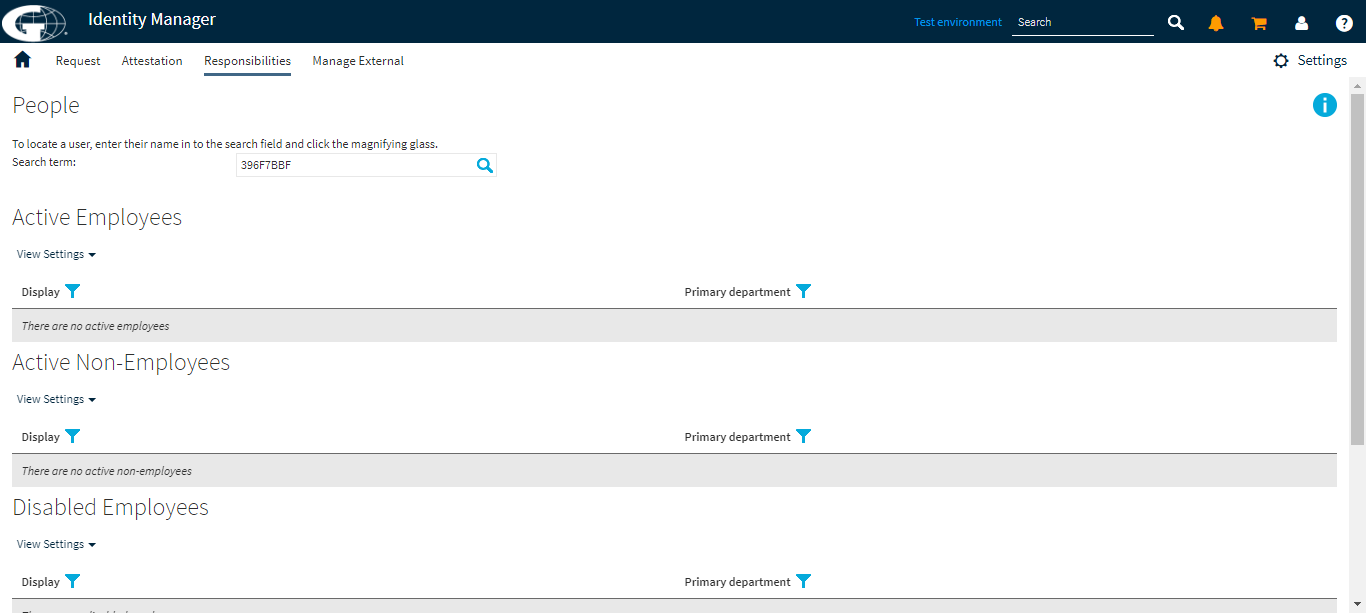 Identity Manager
Test environment
Search
?
Request
Attestation
Responsibilities
Manage External
Settings
People
i
To locate a user, enter their name in to the search field and click the magnifying glass.
Search term:
396F7BBF
Active Employees
View Settings
Display
Primary department
There are no active employees
Active Non-Employees
View Settings
Display
Primary department
There are no active non-employees
Disabled Employees
View Settings
Display
Primary department